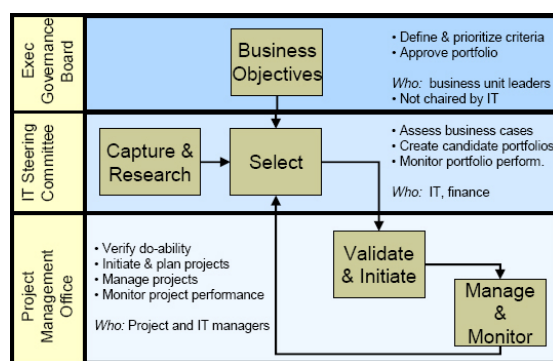 Exec
Governance
Board
Business
Objectives
• Define & prioritize criteria
• Approve portfolio
Who: business unit leaders
• Not chaired by IT
IT Steering
Committee
Capture &
Research
Select
• Assess business cases
• Create candidate portfolios
• Monitor portfolio perform.
Who: IT, finance
Project
Management
Office
• Verify do-ability
• Initiate & plan projects
• Manage projects
• Monitor project performance
Who: Project and IT managers
Validate
& Initiate
Manage
&
Monitor